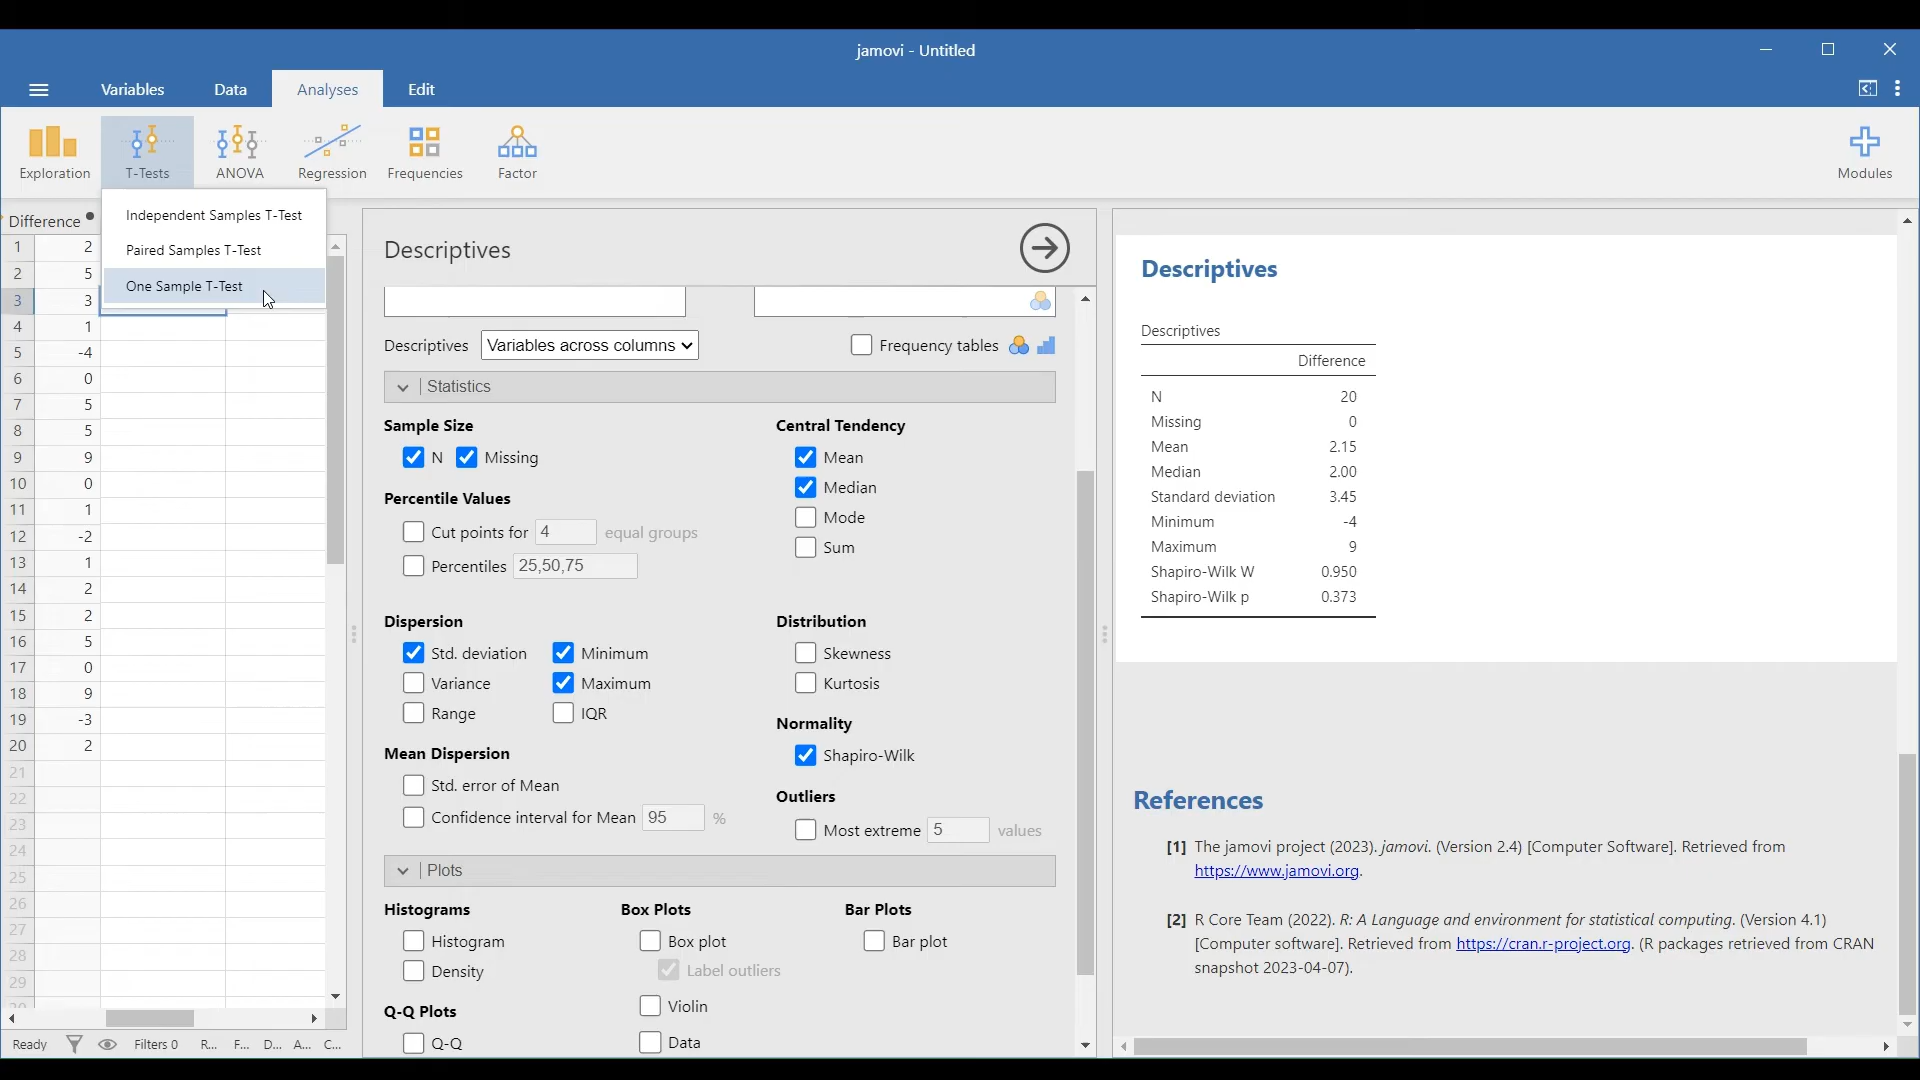 jamovi - Untitled
Variables
Data
Analyses
Edit
Exploration
T-Tests
ANOVA
Regression
Frequencies
Factor
Modules
Independent Samples T-Test
Paired Samples T-Test
One Sample T-Test
Difference
1 2
2 5
3 3
4 1
5 -4
6 0
7 5
8 5
9 9
10 0
11 1
12 -2
13 1
14 2
15 2
16 5
17 0
18 9
19 -3
20 2
21
22
23
24
25
26
27
28
29
30
Ready
Filters 0
R...
F...
D...
A...
C...
Descriptives
Descriptives Variables across columns
Frequency tables
Statistics
Sample Size
N Missing
Percentile Values
Cut points for 4 equal groups
Percentiles 25,50,75
Central Tendency
Mean
Median
Mode
Sum
Dispersion
Std. deviation Minimum
Variance Maximum
Range IQR
Distribution
Skewness
Kurtosis
Mean Dispersion
Std. error of Mean
Confidence interval for Mean 95 %
Normality
Shapiro-Wilk
Outliers
Most extreme 5 values
Plots
Histograms
Histogram
Density
Q-Q Plots
Q-Q
Box Plots
Box plot
Label outliers
Violin
Data
Bar Plots
Bar plot
Descriptives
Descriptives
Difference
N 20
Missing 0
Mean 2.15
Median 2.00
Standard deviation 3.45
Minimum -4
Maximum 9
Shapiro-Wilk W 0.950
Shapiro-Wilk p 0.373
References
[1] The jamovi project (2023). jamovi. (Version 2.4) [Computer Software]. Retrieved from
https://www.jamovi.org.
[2] R Core Team (2022). R: A Language and environment for statistical computing. (Version 4.1)
[Computer software]. Retrieved from https://cran.r-project.org. (R packages retrieved from CRAN
snapshot 2023-04-07).